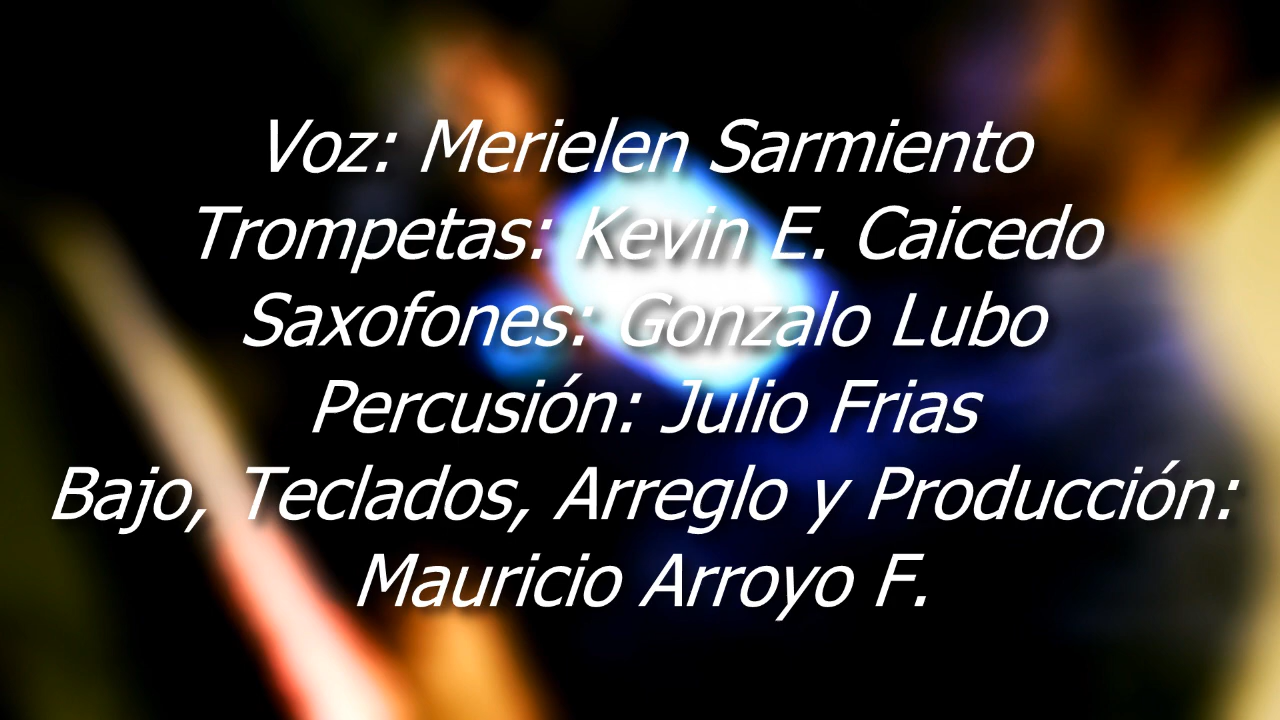 Voz: Merielen Sarmiento
Trompetas: Kevin E. Caicedo
Saxofones: Gonzalo Lubo
Percusión: Julio Frias
Bajo, Teclados, Arreglo y Producción:
Mauricio Arroyo F.